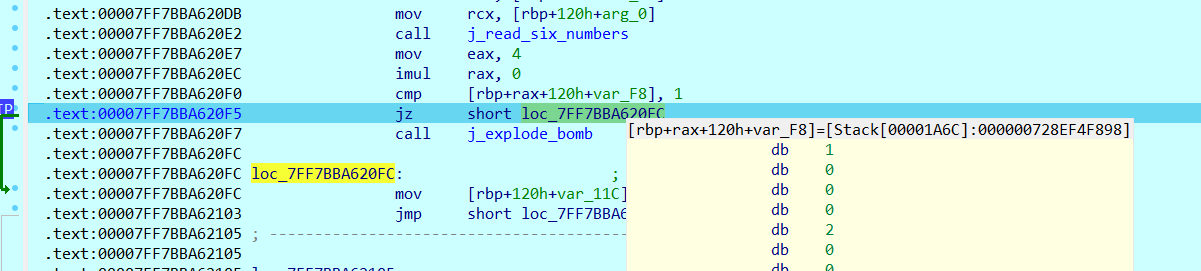 .text:00007FF7BBA620DB mov rcx, [rbp+120h+arg_0]
.text:00007FF7BBA620E2 call j_read_six_numbers
.text:00007FF7BBA620E7 mov eax, 4
.text:00007FF7BBA620EC imul rax, 0
.text:00007FF7BBA620F0 cmp [rbp+rax+120h+var_F8], 1
IP
.text:00007FF7BBA620F5 jz short loc_7FF7BBA620FC
.text:00007FF7BBA620F7 call j_explode_bomb
[rbp+rax+120h+var_F8]=[Stack[00001A6C]:000000728EF4F898]
.text:00007FF7BBA620FC
db 1
.text:00007FF7BBA620FC loc_7FF7BBA620FC: ;
db 0
.text:00007FF7BBA620FC mov [rbp+120h+var_11C]
db 0
.text:00007FF7BBA62103 jmp short loc_7FF7BBA6
db 0
.text:00007FF7BBA62105 ; ---------------------------------------
db 2
.text:00007FF7BBA62105
db 0
db 0